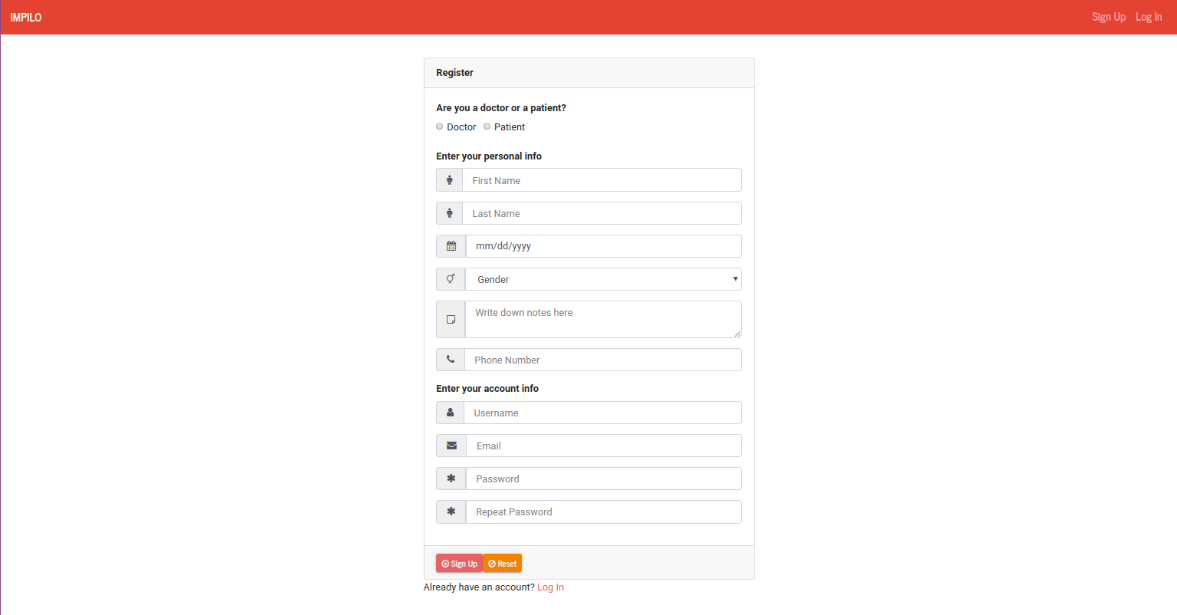 IMPILO Sign Up Log In
Register
Are you a doctor or a patient?
Doctor Patient
Enter your personal info
First Name
Last Name
mm/dd/yyyy
Gender
Write down notes here
Phone Number
Enter your account info
Username
Email
Password
Repeat Password
Sign Up Reset
Already have an account? Log In